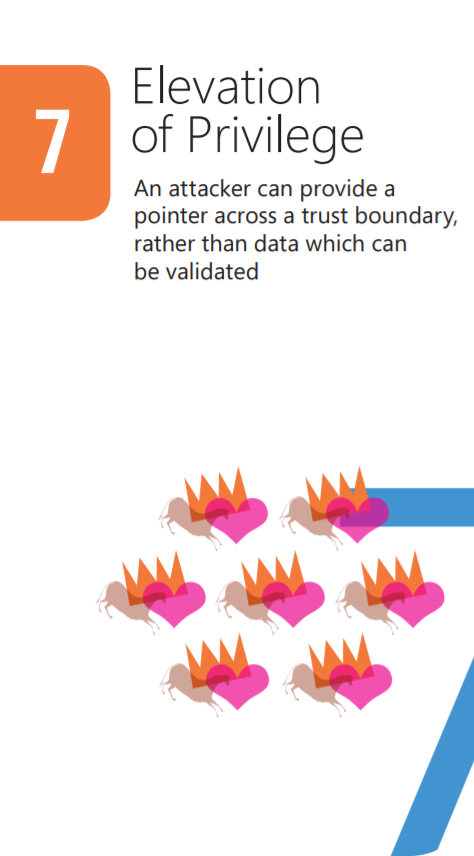 7
Elevation
of Privilege
An attacker can provide a
pointer across a trust boundary,
rather than data which can
be validated
7